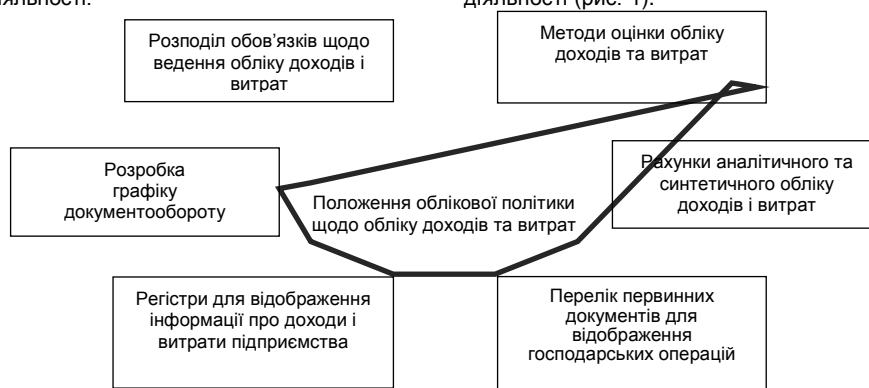 діяльності (рис. 1).
Розподіл обов’язків щодо
ведення обліку доходів і
витрат
Методи оцінки обліку
доходів та витрат
Розробка
графіку
документообороту
Рахунки аналітичного та
синтетичного обліку
доходів і витрат
Положення облікової політики
щодо обліку доходів та витрат
Регістри для відображення
інформації про доходи і
витрати підприємства
Перелік первинних
документів для
відображення
господарських операцій